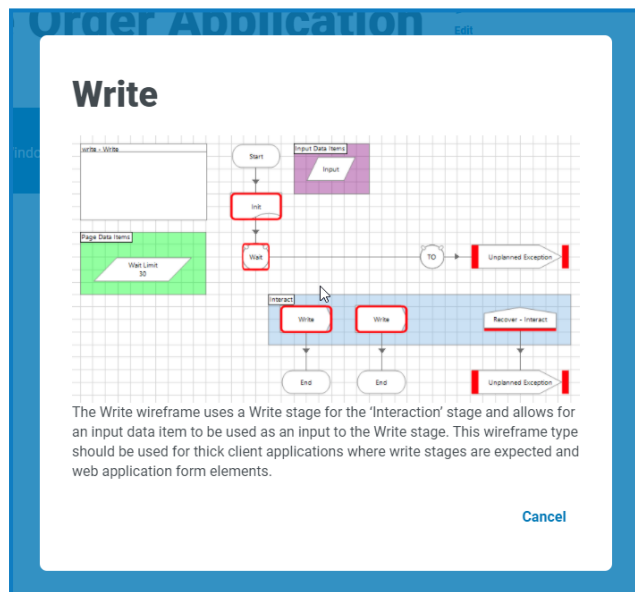 Order Application
Edit
Windo
Write
write - Write
Start
Input Data Items
Input
Init
Page Data Items
Wait Limit
30
Wait
TO
Unplanned Exception
Interact
Write
Write
Recover - Interact
End
End
Unplanned Exception
The Write wireframe uses a Write stage for the ‘Interaction’ stage and allows for
an input data item to be used as an input to the Write stage. This wireframe type
should be used for thick client applications where write stages are expected and
web application form elements.
Cancel